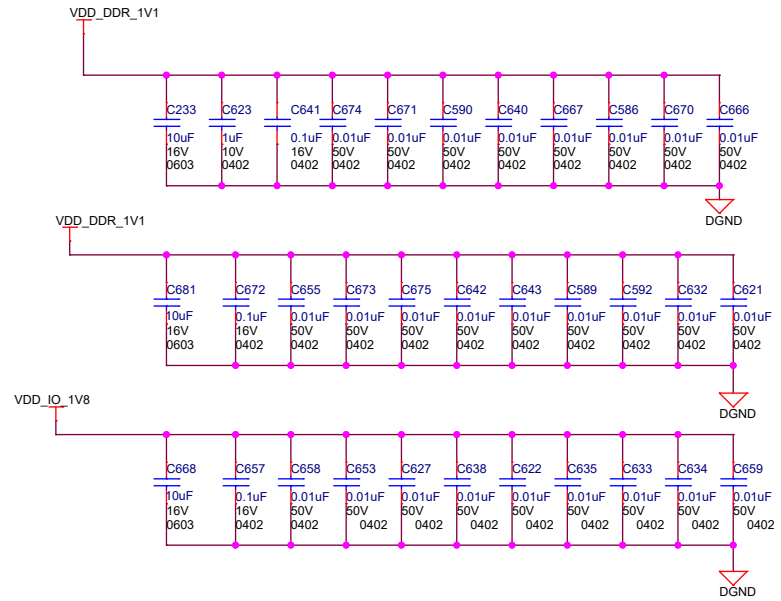 VDD_DDR_1V1
C233 C623 C641 C674 C671 C590 C640 C667 C586 C670 C666
10uF 1uF 0.1uF 0.01uF 0.01uF 0.01uF 0.01uF 0.01uF 0.01uF 0.01uF 0.01uF
16V 10V 16V 50V 50V 50V 50V 50V 50V 50V 50V
0603 0402 0402 0402 0402 0402 0402 0402 0402 0402 0402
DGND
VDD_DDR_1V1
C681 C672 C655 C673 C675 C642 C643 C589 C592 C632 C621
10uF 0.1uF 0.01uF 0.01uF 0.01uF 0.01uF 0.01uF 0.01uF 0.01uF 0.01uF 0.01uF
16V 16V 50V 50V 50V 50V 50V 50V 50V 50V 50V
0603 0402 0402 0402 0402 0402 0402 0402 0402 0402 0402
DGND
VDD_IO_1V8
C668 C657 C658 C653 C627 C638 C622 C635 C633 C634 C659
10uF 0.1uF 0.01uF 0.01uF 0.01uF 0.01uF 0.01uF 0.01uF 0.01uF 0.01uF 0.01uF
16V 16V 50V 50V 50V 50V 50V 50V 50V 50V 50V
0603 0402 0402 0402 0402 0402 0402 0402 0402 0402 0402
DGND